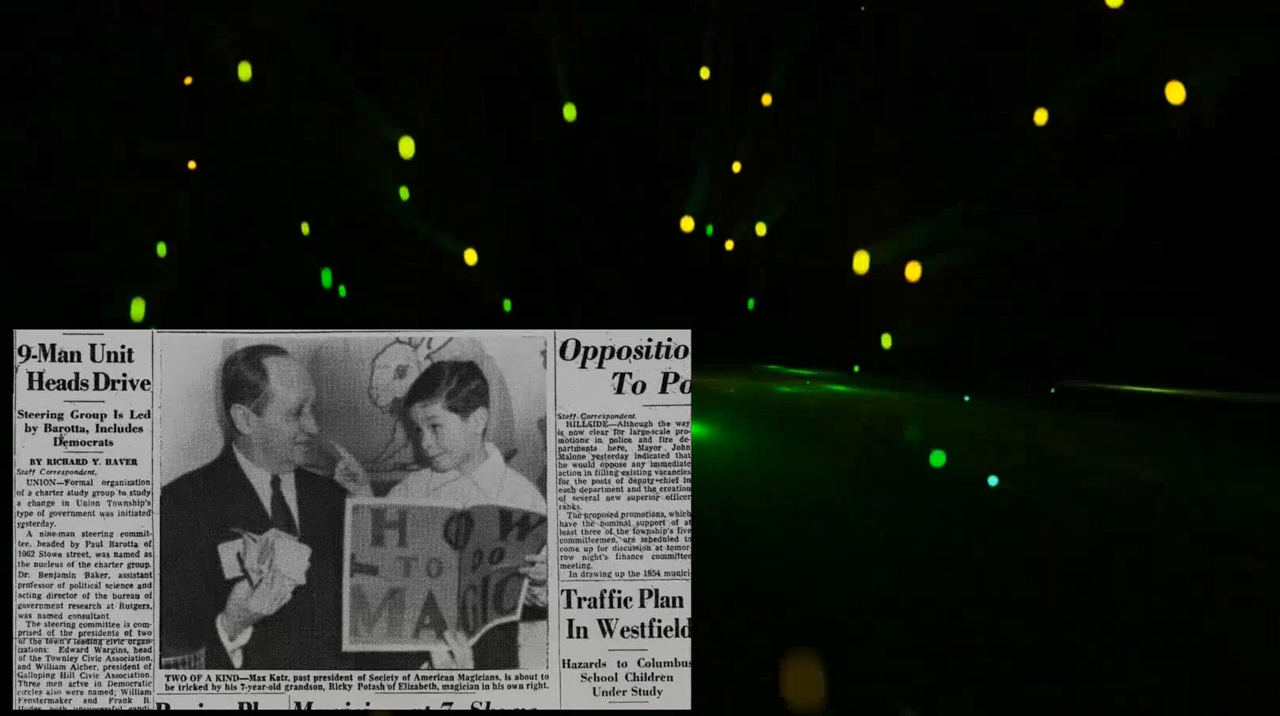 9-Man Unit
Heads Drive
Steering Group Is Led
by Barotta, Includes
Democrats
BY RICHARD Y. HAVER
Staff Correspondent.
UNION—Formal organization
of a charter study group to study
a change in Union Township's
type of government was initiated
yesterday.
A nine-man steering commit-
tee, headed by Paul Barotta of
1062 Stowe street, was named as
the nucleus of the charter group.
Dr. Benjamin Baker, assistant
professor of political science and
acting director of the bureau of
government research at Rutgers,
was named consultant
The steering committee is com-
prised of the presidents of two
of the town's leading civic organ-
izations: Edward Wargins, head
of the Townley Civic Association,
and William Aicher, president of
Galloping Hill Civic Association.
Three men active in Democratic
circles also were named; William
Fenstermaker and Frank R.
HOW
TO DO
MAGIC
TWO OF A KIND—Max Katz, past president of Society of American Magicians, is about to
be tricked by his 7-year-old grandson, Ricky Potash of Elizabeth, magician in his own right.
Oppositio
To Po
Staff Correspondent.
HILLSIDE—Although the way
is now clear for large-scale pro-
motions in police and fire de-
partments here, Mayor John
Malone yesterday indicated that
he would oppose any immediate
action in filling existing vacancies
for the posts of deputy chief in
each department and the creation
of several new superior officer
ranks.
The proposed promotions, which
have the nominal support of at
least three of the township's five
committeemen, are scheduled to
come up for discussion at tomor-
row night's finance committee
meeting.
In drawing up the 1954 munici-
Traffic Plan
In Westfield
Hazards to Columbus
School Children
Under Study